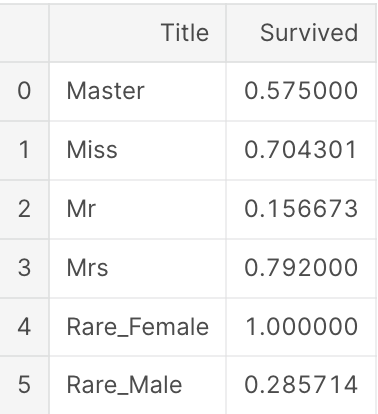 Title Survived
0 Master 0.575000
1 Miss 0.704301
2 Mr 0.156673
3 Mrs 0.792000
4 Rare_Female 1.000000
5 Rare_Male 0.285714